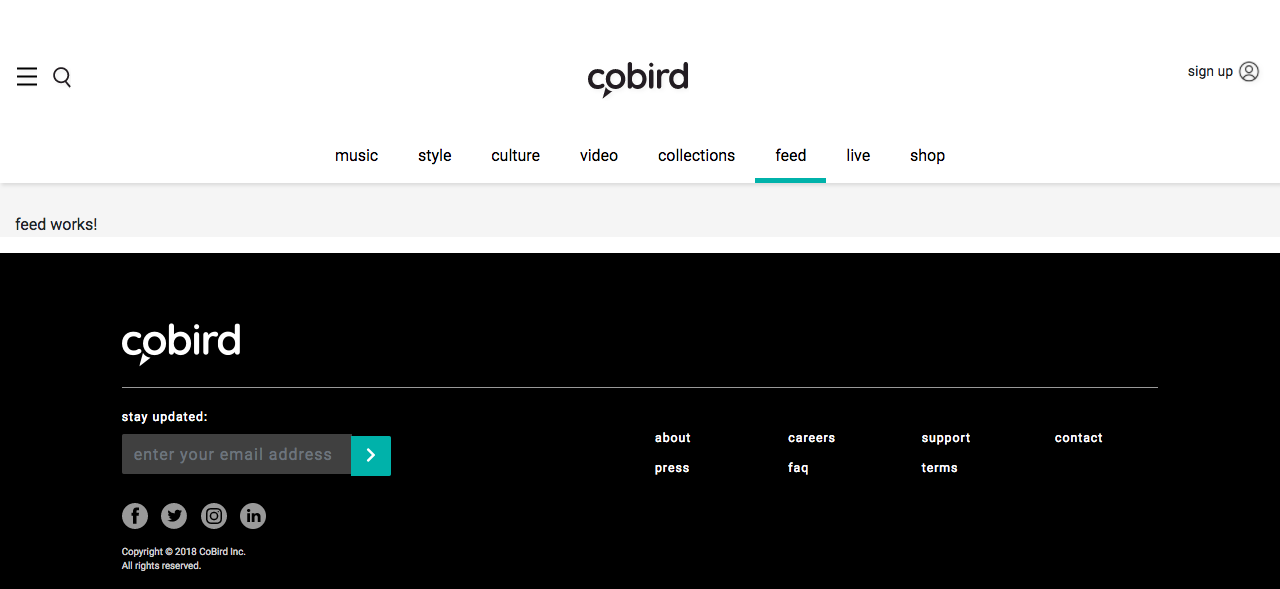 cobird
sign up
music style culture video collections feed live shop
feed works!
cobird
stay updated:
enter your email address
about careers support contact
press faq terms
Copyright © 2018 CoBird Inc.
All rights reserved.